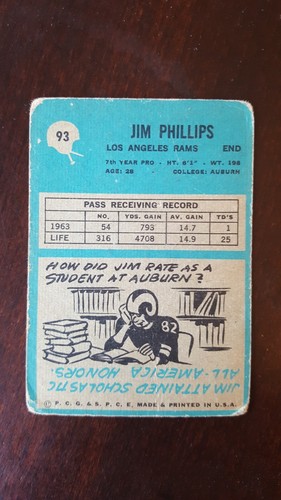 93
JIM PHILLIPS
LOS ANGELES RAMS END
7th YEAR PRO · HT. 6'1" · WT. 198
AGE: 28 COLLEGE: AUBURN
PASS RECEIVING RECORD
NO. YDS. GAIN AV. GAIN TD'S
1963 54 793 14.7 1
LIFE 316 4708 14.9 25
HOW DID JIM RATE AS A
STUDENT AT AUBURN?
82
JIM ATTAINED SCHOLASTIC
ALL-AMERICA HONORS.
© P. C. G. & S. P. C. E. MADE & PRINTED IN U.S.A.